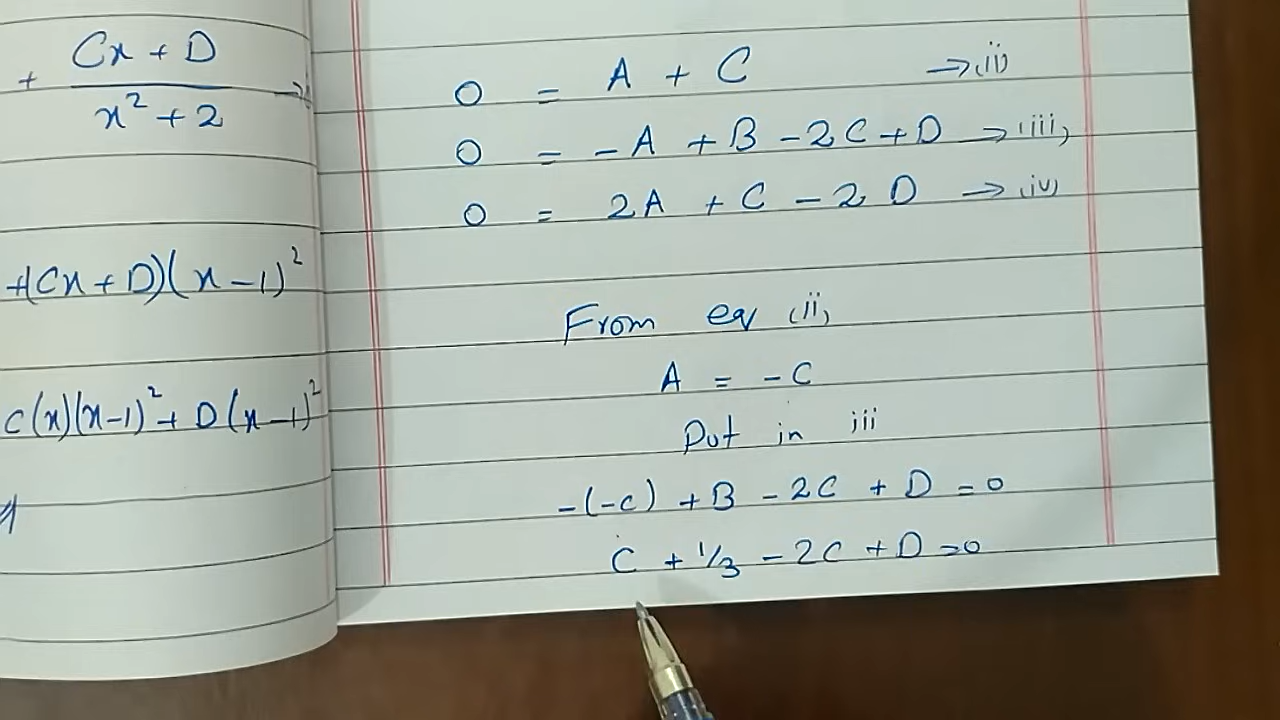 + Cx + D
x² + 2
+(Cx + D)(x - 1)²
C(x)(x-1)² + D(x-1)²
0 = A + C → (ii)
0 = -A + B - 2C + D → (iii)
0 = 2A + C - 2D → (iv)
From eq (ii)
A = -C
Put in iii
-(-c) + B - 2C + D = 0
C + 1/3 - 2C + D = 0